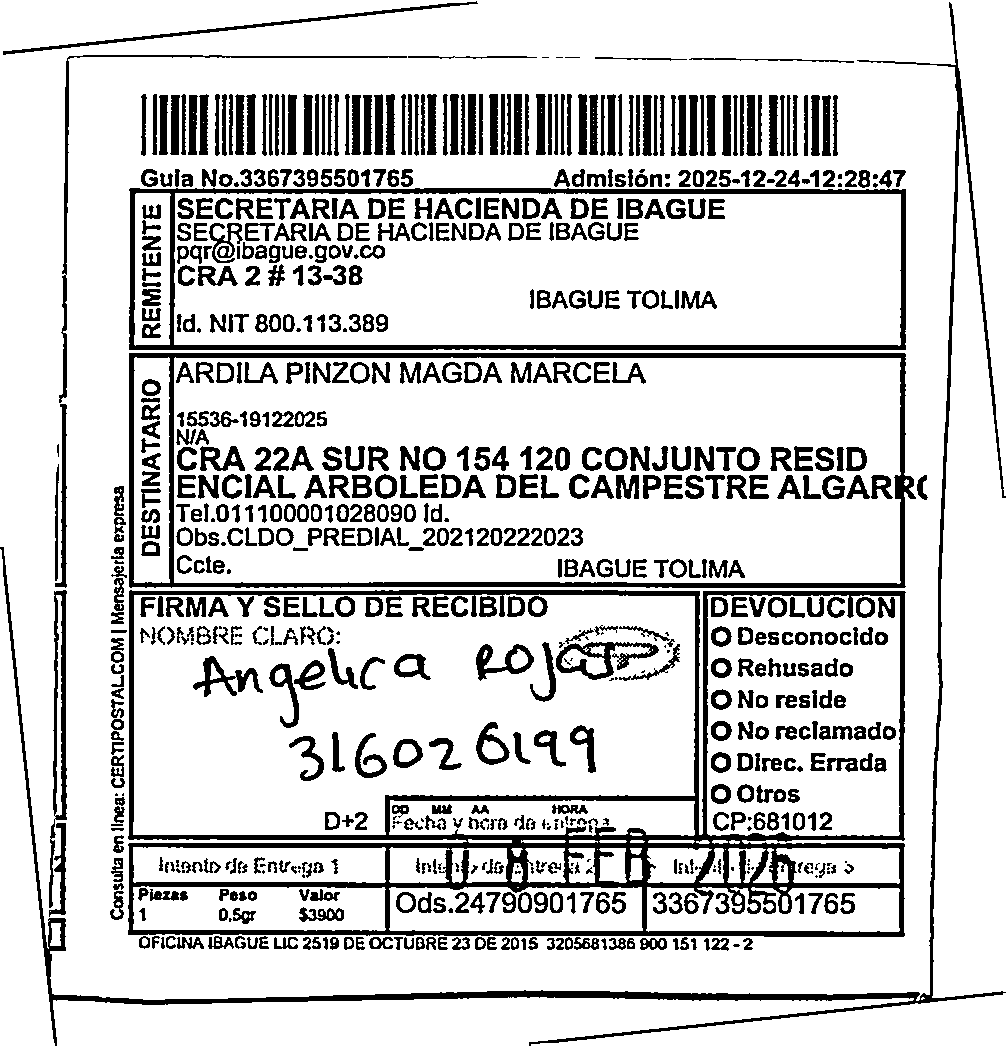 Guia No.3367395501765 Admisión: 2025-12-24-12:28:47
REMITENTE
SECRETARIA DE HACIENDA DE IBAGUE
SECRETARIA DE HACIENDA DE IBAGUE
pqr@ibague.gov.co
CRA 2 # 13-38
IBAGUE TOLIMA
Id. NIT 800.113.389
DESTINATARIO
ARDILA PINZON MAGDA MARCELA
15536-19122025
N/A
CRA 22A SUR NO 154 120 CONJUNTO RESID
ENCIAL ARBOLEDA DEL CAMPESTRE ALGARR
Tel.011100001028090 Id.
Obs.CLDO_PREDIAL_202120222023
Ccte. IBAGUE TOLIMA
Consulta en línea: CERTIPOSTAL.COM | Mensajería expresa
FIRMA Y SELLO DE RECIBIDO
NOMBRE CLARO:
Angelica Rojas
316026199
D+2
DD MM AA HORA
Fecha y hora de entrega
DEVOLUCION
Desconocido
Rehusado
No reside
No reclamado
Direc. Errada
Otros
CP:681012
Intento de Entrega 1 Intento de Entrega 2 Intento de Entrega 3
08 FEB 2026
Piezas Peso Valor
1 0,5gr $3900
Ods.24790901765 3367395501765
OFICINA IBAGUE LIC 2519 DE OCTUBRE 23 DE 2015 3205681386 900 151 122 - 2